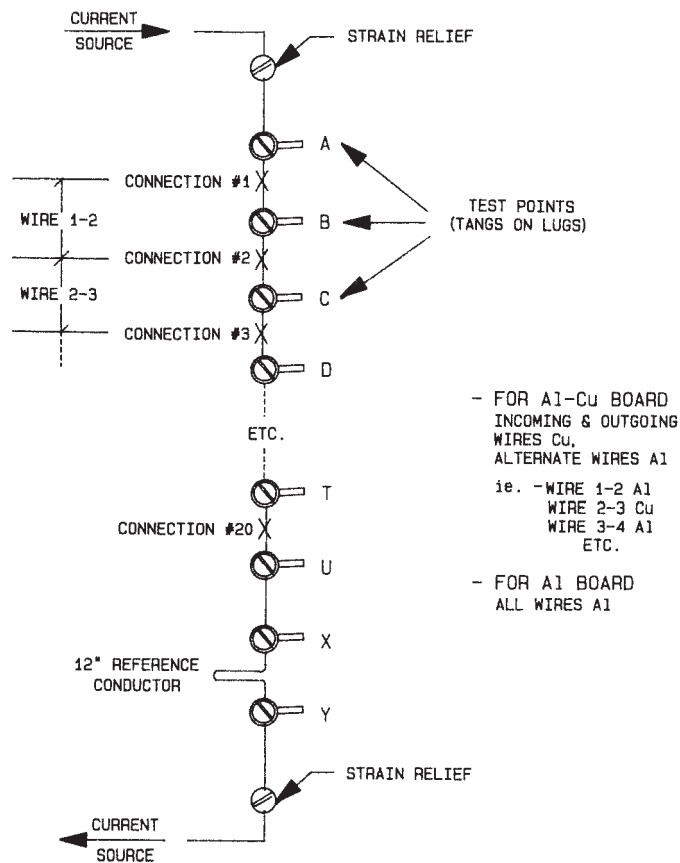 CURRENT
SOURCE
STRAIN RELIEF
A
CONNECTION #1
WIRE 1-2
B
TEST POINTS
(TANGS ON LUGS)
CONNECTION #2
WIRE 2-3
C
CONNECTION #3
D
- FOR Al-Cu BOARD
INCOMING & OUTGOING
WIRES Cu,
ALTERNATE WIRES Al
ie. -WIRE 1-2 Al
WIRE 2-3 Cu
WIRE 3-4 Al
ETC.
- FOR Al BOARD
ALL WIRES Al
ETC.
T
CONNECTION #20
U
X
12" REFERENCE
CONDUCTOR
Y
STRAIN RELIEF
CURRENT
SOURCE